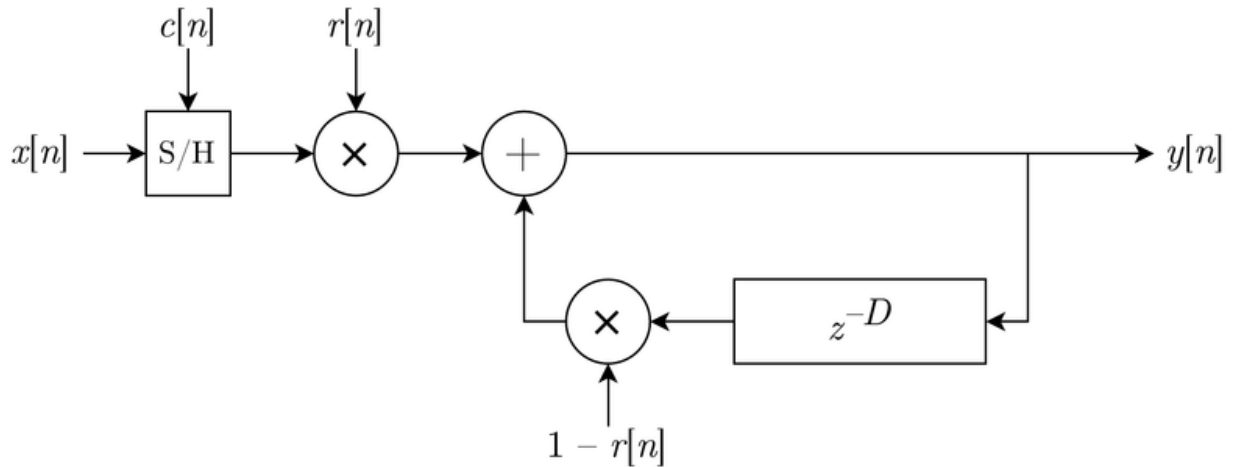 c[n]
r[n]
x[n]
S/H
×
+
y[n]
×
z^{-D}
1 − r[n]